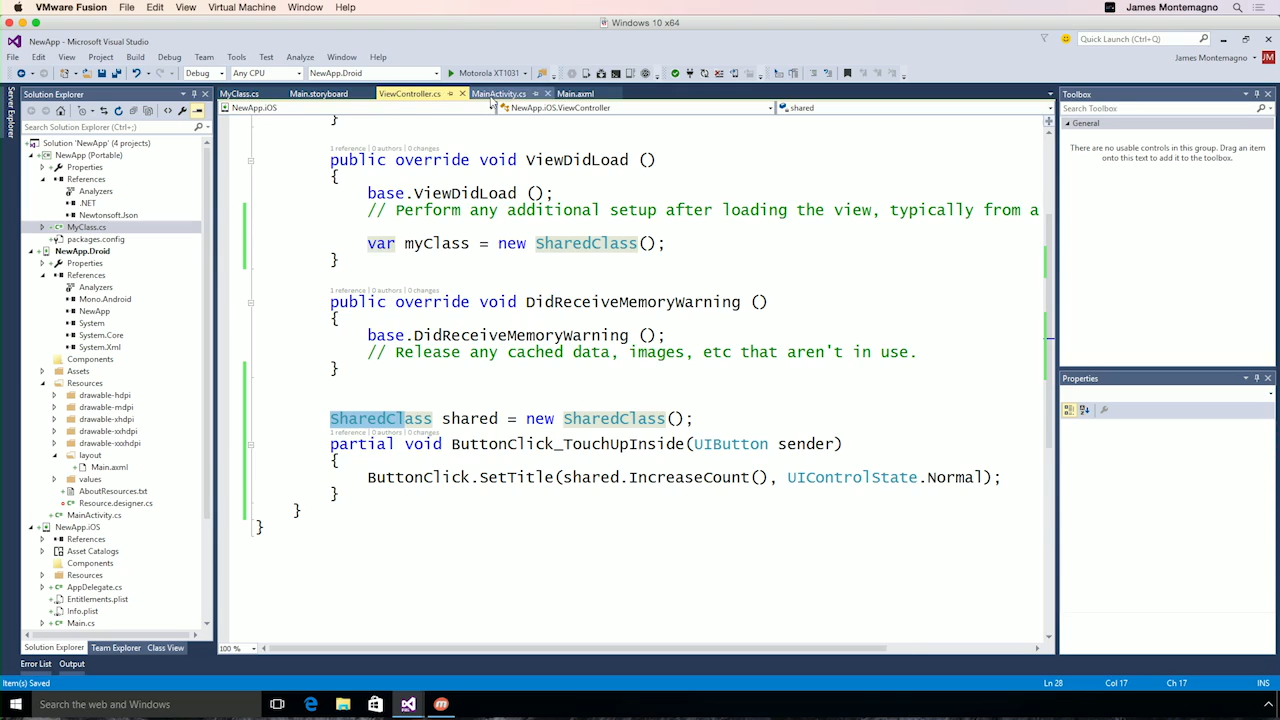 VMware Fusion File Edit View Virtual Machine Window Help James Montemagno
Windows 10 x64
NewApp - Microsoft Visual Studio Quick Launch (Ctrl+Q)
File Edit View Project Build Debug Team Tools Test Analyze Window Help James Montemagno JM
Debug Any CPU NewApp.Droid Motorola XT1031
Server Explorer
Solution Explorer
Search Solution Explorer (Ctrl+;)
Solution 'NewApp' (4 projects)
NewApp (Portable)
Properties
References
Analyzers
.NET
Newtonsoft.Json
MyClass.cs
packages.config
NewApp.Droid
Properties
References
Analyzers
Mono.Android
NewApp
System
System.Core
System.Xml
Components
Assets
Resources
drawable-hdpi
drawable-mdpi
drawable-xhdpi
drawable-xxhdpi
drawable-xxxhdpi
layout
Main.axml
values
AboutResources.txt
Resource.designer.cs
MainActivity.cs
NewApp.iOS
References
Asset Catalogs
Components
Resources
AppDelegate.cs
Entitlements.plist
Info.plist
Main.cs
Solution Explorer Team Explorer Class View
MyClass.cs Main.storyboard ViewController.cs MainActivity.cs Main.axml
NewApp.iOS NewApp.iOS.ViewController shared
}
1 reference | 0 authors | 0 changes
public override void ViewDidLoad ()
{
base.ViewDidLoad ();
// Perform any additional setup after loading the view, typically from a
var myClass = new SharedClass();
}
1 reference | 0 authors | 0 changes
public override void DidReceiveMemoryWarning ()
{
base.DidReceiveMemoryWarning ();
// Release any cached data, images, etc that aren't in use.
}
SharedClass shared = new SharedClass();
1 reference | 0 authors | 0 changes
partial void ButtonClick_TouchUpInside(UIButton sender)
{
ButtonClick.SetTitle(shared.IncreaseCount(), UIControlState.Normal);
}
}
}
100 %
Toolbox
Search Toolbox
General
There are no usable controls in this group. Drag an item
onto this text to add it to the toolbox.
Properties
Error List Output
Item(s) Saved Ln 28 Col 17 Ch 17 INS
Search the web and Windows